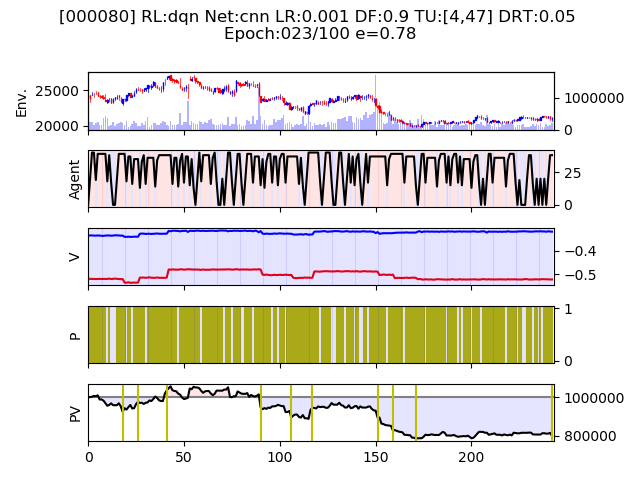 [000080] RL:dqn Net:cnn LR:0.001 DF:0.9 TU:[4,47] DRT:0.05
Epoch:023/100 e=0.78
Env.
25000
20000
1000000
0
Agent
25
0
V
−0.4
−0.5
P
1
0
PV
1000000
800000
0 50 100 150 200